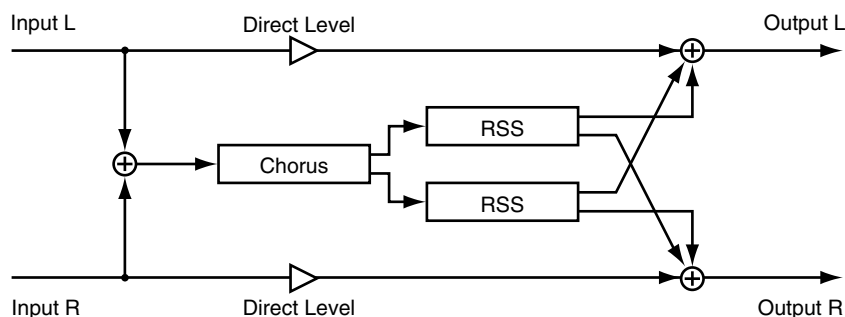 Input L
Direct Level
Output L
RSS
Chorus
RSS
Input R
Direct Level
Output R